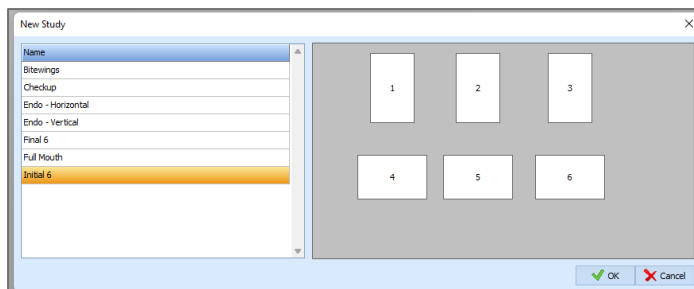 New Study
Name
Bitewings
Checkup
Endo - Horizontal
Endo - Vertical
Final 6
Full Mouth
Initial 6
1 2 3
4 5 6
OK Cancel